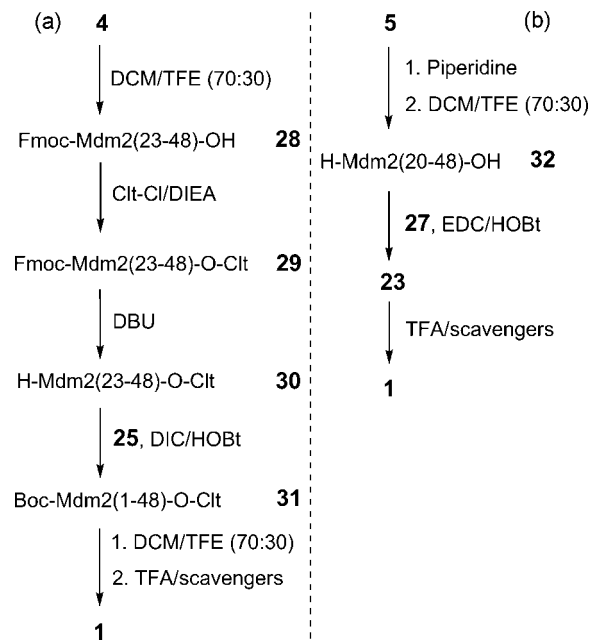 (a)
4
DCM/TFE (70:30)
Fmoc-Mdm2(23-48)-OH 28
Clt-Cl/DIEA
Fmoc-Mdm2(23-48)-O-Clt 29
DBU
H-Mdm2(23-48)-O-Clt 30
25, DIC/HOBt
Boc-Mdm2(1-48)-O-Clt 31
1. DCM/TFE (70:30)
2. TFA/scavengers
1
(b)
5
1. Piperidine
2. DCM/TFE (70:30)
H-Mdm2(20-48)-OH 32
27, EDC/HOBt
23
TFA/scavengers
1